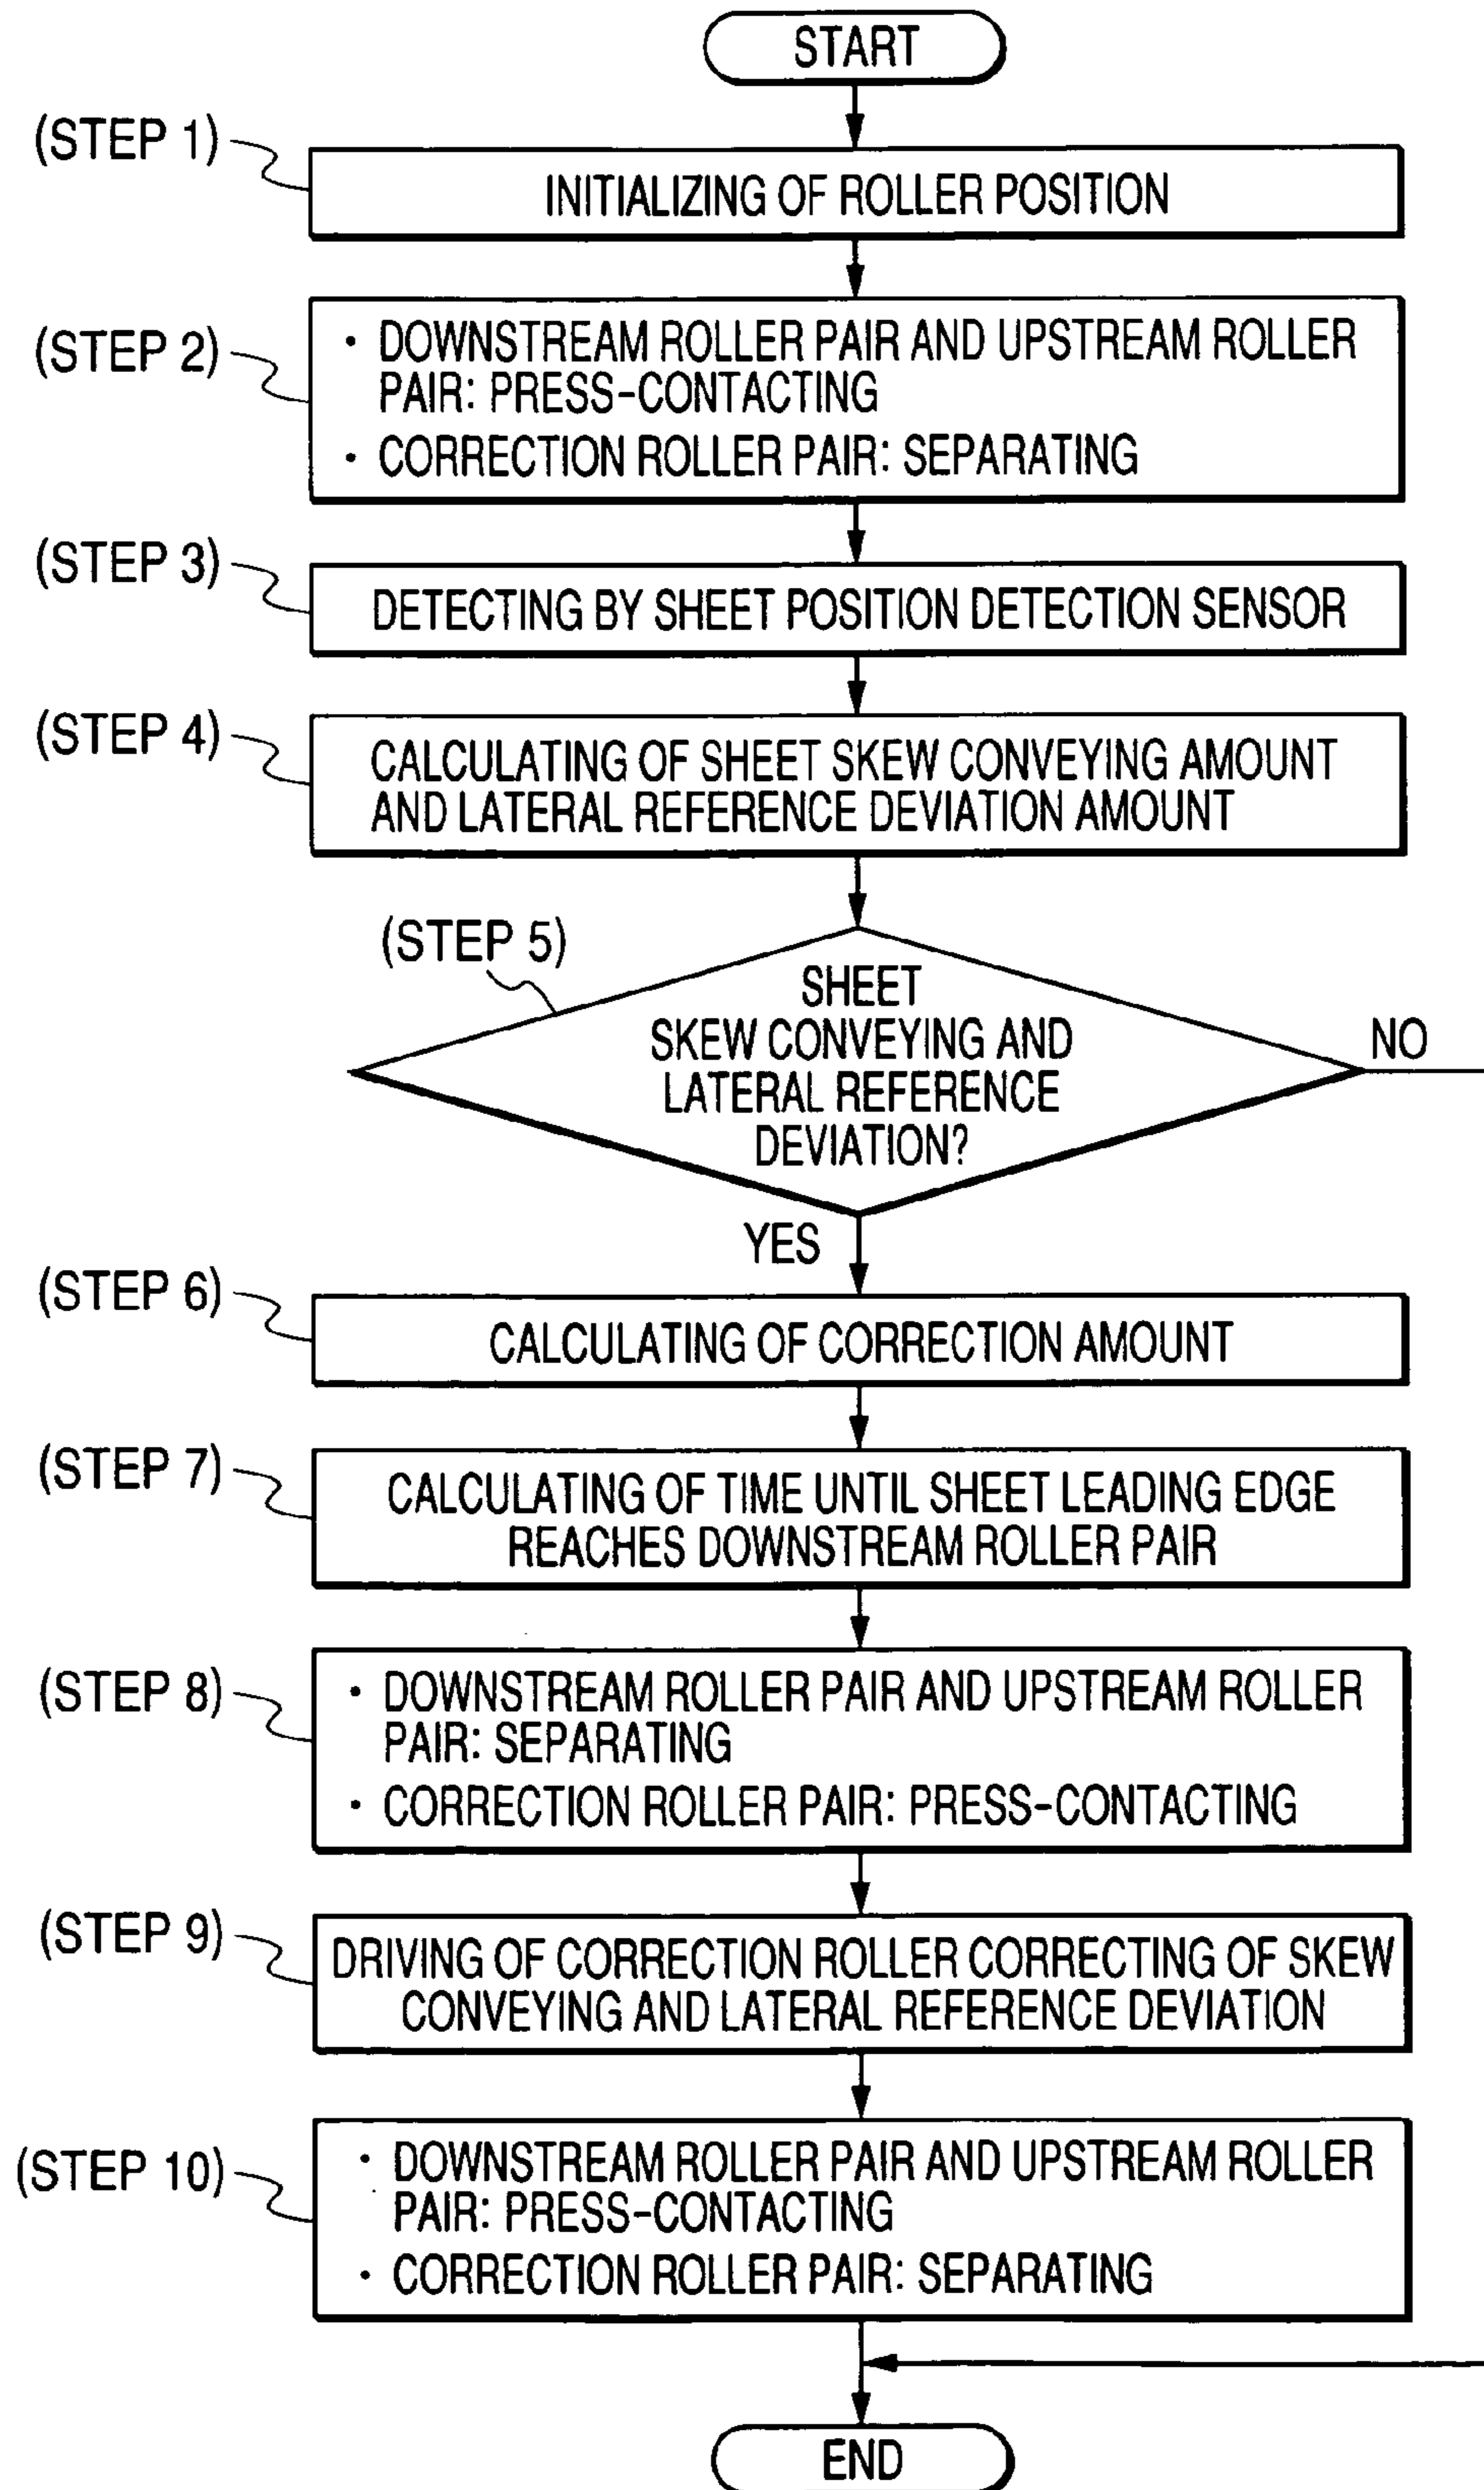 START
(STEP 1)
INITIALIZING OF ROLLER POSITION
(STEP 2)
· DOWNSTREAM ROLLER PAIR AND UPSTREAM ROLLER
PAIR: PRESS-CONTACTING
· CORRECTION ROLLER PAIR: SEPARATING
(STEP 3)
DETECTING BY SHEET POSITION DETECTION SENSOR
(STEP 4)
CALCULATING OF SHEET SKEW CONVEYING AMOUNT
AND LATERAL REFERENCE DEVIATION AMOUNT
(STEP 5)
SHEET
SKEW CONVEYING AND
LATERAL REFERENCE
DEVIATION?
NO
YES
(STEP 6)
CALCULATING OF CORRECTION AMOUNT
(STEP 7)
CALCULATING OF TIME UNTIL SHEET LEADING EDGE
REACHES DOWNSTREAM ROLLER PAIR
(STEP 8)
· DOWNSTREAM ROLLER PAIR AND UPSTREAM ROLLER
PAIR: SEPARATING
· CORRECTION ROLLER PAIR: PRESS-CONTACTING
(STEP 9)
DRIVING OF CORRECTION ROLLER CORRECTING OF SKEW
CONVEYING AND LATERAL REFERENCE DEVIATION
(STEP 10)
· DOWNSTREAM ROLLER PAIR AND UPSTREAM ROLLER
PAIR: PRESS-CONTACTING
· CORRECTION ROLLER PAIR: SEPARATING
END